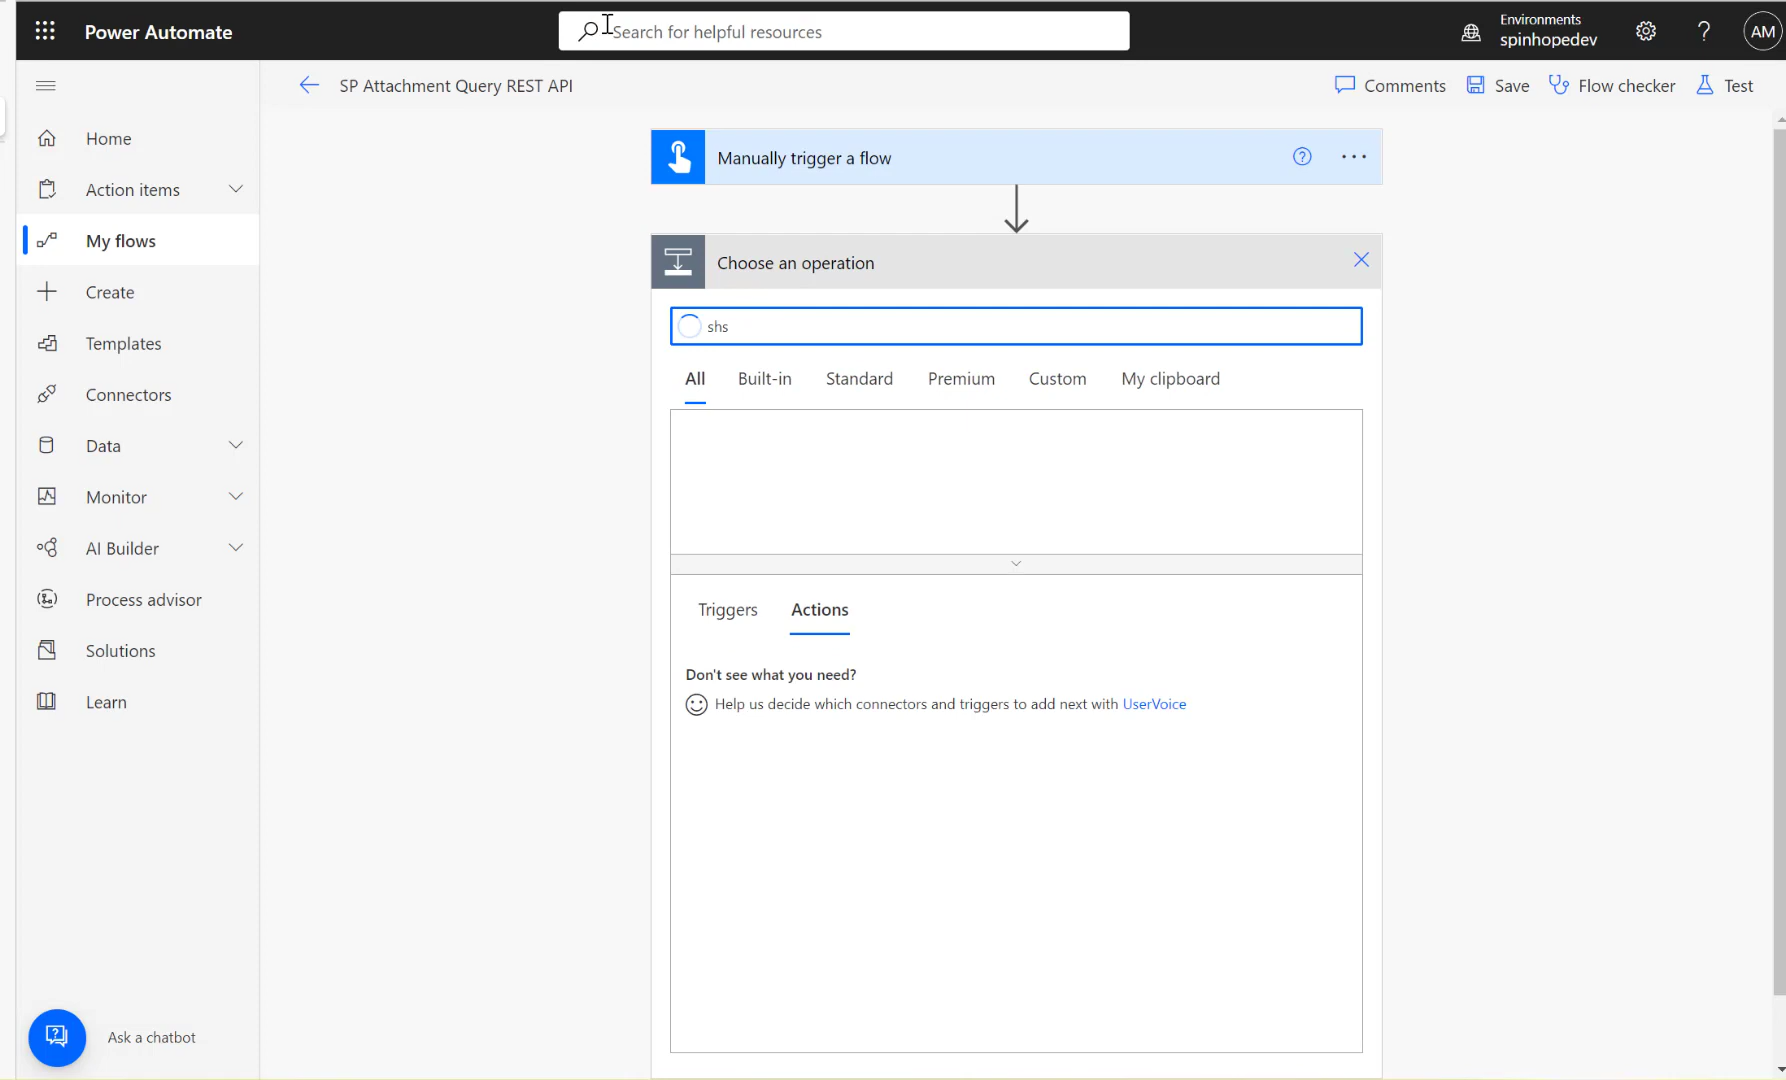 Power Automate
Search for helpful resources
Environments
spinhopedev
?
AM
SP Attachment Query REST API
Comments
Save
Flow checker
Test
Home
Action items
My flows
Create
Templates
Connectors
Data
Monitor
AI Builder
Process advisor
Solutions
Learn
Ask a chatbot
Manually trigger a flow
?
Choose an operation
shs
All
Built-in
Standard
Premium
Custom
My clipboard
Triggers
Actions
Don't see what you need?
Help us decide which connectors and triggers to add next with UserVoice